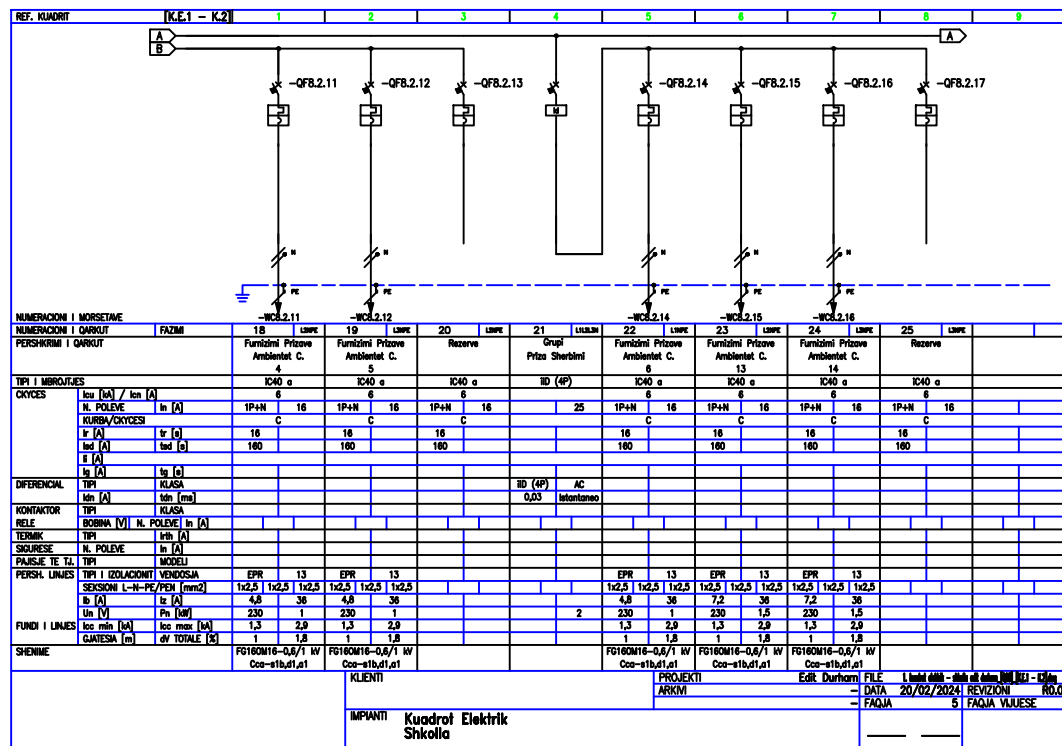 REF. KUADRIT [K.E.1 - K.2] 1 2 3 4 5 6 7 8 9
A A
B
-QF8.2.11 -QF8.2.12 -QF8.2.13 -QF8.2.14 -QF8.2.15 -QF8.2.16 -QF8.2.17
Id
N N N N N
PE PE PE PE PE
NUMERACIONI I MORSETAVE -WC8.2.11 -WC8.2.12 -WC8.2.14 -WC8.2.15 -WC8.2.16
NUMERACIONI I QARKUT FAZIMI 18 19 20 21 22 23 24 25
PERSHKRIMI I QARKUT Furnizimi Prizave Furnizimi Prizave Rezerve Grupi Furnizimi Prizave Furnizimi Prizave Furnizimi Prizave Rezerve
Ambientet C. Ambientet C. Priza Sherbimi Ambientet C. Ambientet C. Ambientet C.
4 5 6 13 14
TIPI I MBROJTJES iC40 a iC40 a iC40 a iID (4P) iC40 a iC40 a iC40 a iC40 a
CKYCES Icu [kA] / Icn [A] 6 6 6 6 6 6 6
N. POLEVE In [A] 1P+N 16 1P+N 16 1P+N 16 25 1P+N 16 1P+N 16 1P+N 16 1P+N 16
KURBA/CKYCESI C C C C C C C
Ir [A] tr [s] 16 16 16 16 16 16 16
Isd [A] tsd [s] 160 160 160 160 160 160 160
Ii [A]
Ig [A] tg [s]
DIFERENCIAL TIPI KLASA iID (4P) AC
Idn [A] tdn [ms] 0,03 Istantaneo
KONTAKTOR TIPI KLASA
RELE BOBINA [V] N. POLEVE In [A]
TERMIK TIPI Irth [A]
SIGURESE N. POLEVE In [A]
PAJISJE TE TJ. TIPI MODELI
PERSH. LINJES TIPI I IZOLACIONIT VENDOSJA EPR 13 EPR 13 EPR 13 EPR 13 EPR 13
SEKSIONI L-N-PE/PEN [mm2] 1x2,5 1x2,5 1x2,5 1x2,5 1x2,5 1x2,5 1x2,5 1x2,5 1x2,5 1x2,5 1x2,5 1x2,5 1x2,5 1x2,5 1x2,5
Ib [A] Iz [A] 4,8 36 4,8 36 4,8 36 7,2 36 7,2 36
Un [V] Pn [kW] 230 1 230 1 2 230 1 230 1,5 230 1,5
FUNDI I LINJES Icc min [kA] Icc max [kA] 1,3 2,9 1,3 2,9 1,3 2,9 1,3 2,9 1,3 2,9
GJATESIA [m] dV TOTALE [%] 1 1,8 1 1,8 1 1,8 1 1,8 1 1,8
SHENIME FG16OM16-0,6/1 kV FG16OM16-0,6/1 kV FG16OM16-0,6/1 kV FG16OM16-0,6/1 kV FG16OM16-0,6/1 kV
Cca-s1b,d1,a1 Cca-s1b,d1,a1 Cca-s1b,d1,a1 Cca-s1b,d1,a1 Cca-s1b,d1,a1
KLIENTI PROJEKTI Edit Durham FILE
ARKIVI - DATA 20/02/2024 REVIZIONI R0.0
- FAQJA 5 FAQJA VIJUESE
IMPIANTI Kuadrot Elektrik
Shkolla